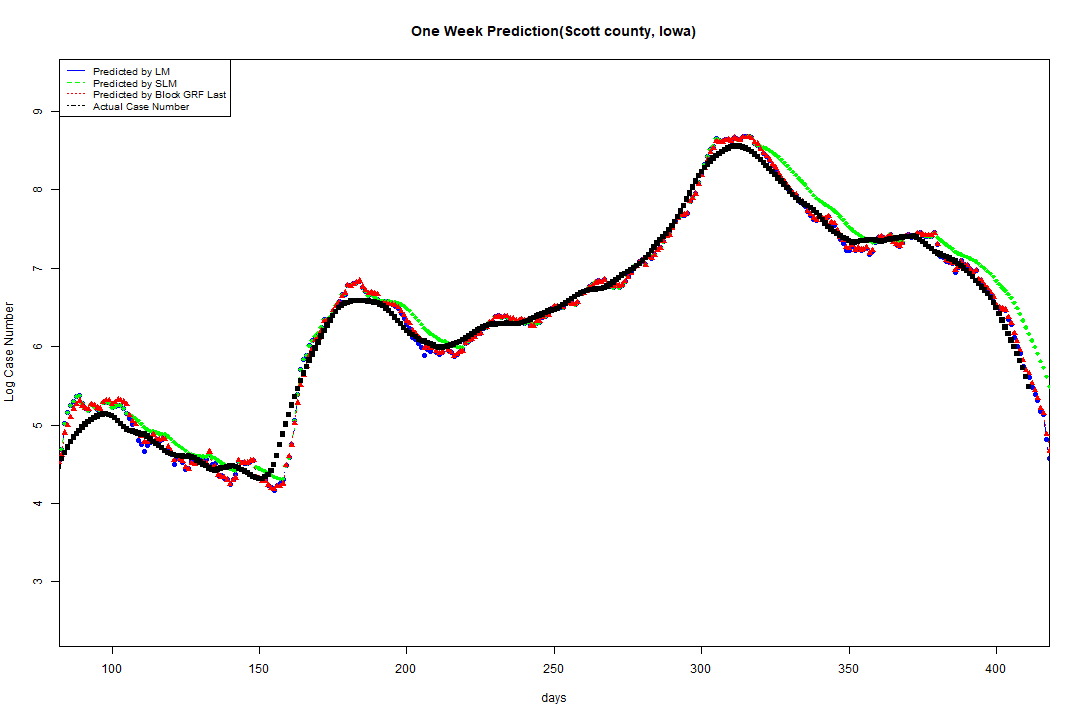 One Week Prediction(Scott county, Iowa)
Predicted by LM
Predicted by SLM
Predicted by Block GRF Last
Actual Case Number
9
8
7
6
5
4
3
Log Case Number
100 150 200 250 300 350 400
days